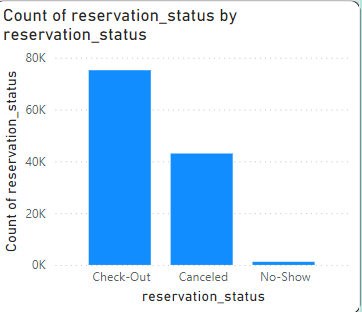 Count of reservation_status by
reservation_status
Count of reservation_status
80K
60K
40K
20K
0K
Check-Out Canceled No-Show
reservation_status